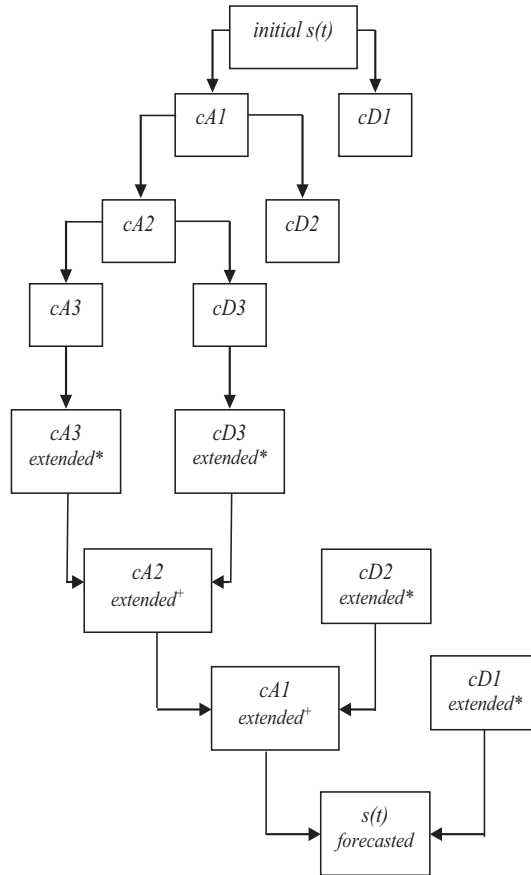 initial s(t)
cA1
cD1
cA2
cD2
cA3
cD3
cA3
extended*
cD3
extended*
cA2
extended⁺
cD2
extended*
cA1
extended⁺
cD1
extended*
s(t)
forecasted